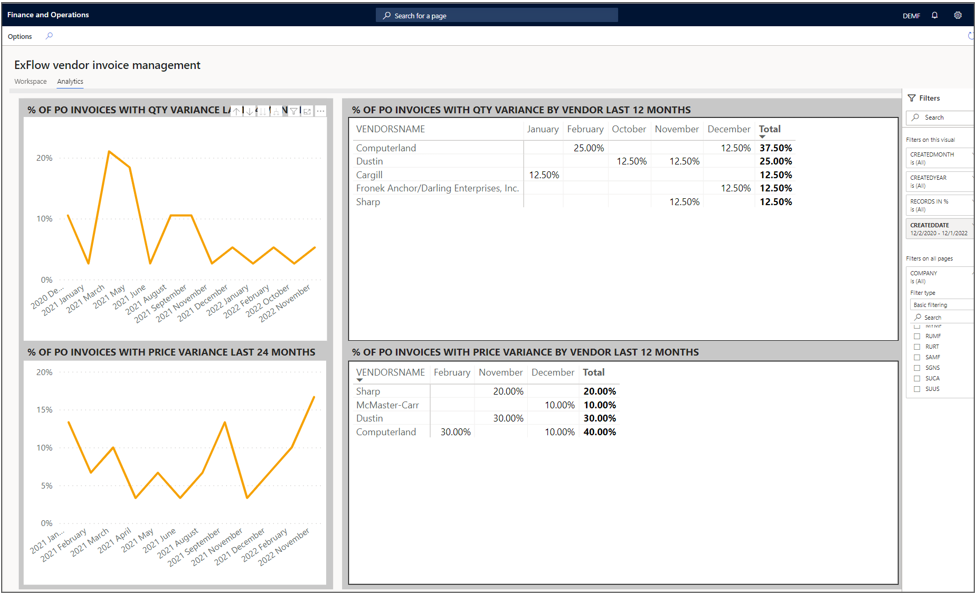 Finance and Operations
Search for a page
DEMF
Options
ExFlow vendor invoice management
Workspace Analytics
% OF PO INVOICES WITH QTY VARIANCE
20%
10%
0%
2020 De...
2021 January
2021 March
2021 May
2021 June
2021 August
2021 September
2021 November
2021 December
2022 January
2022 February
2022 October
2022 November
% OF PO INVOICES WITH QTY VARIANCE BY VENDOR LAST 12 MONTHS
VENDORSNAME January February October November December Total
Computerland 25.00% 12.50% 37.50%
Dustin 12.50% 12.50% 25.00%
Cargill 12.50% 12.50%
Fronek Anchor/Darling Enterprises, Inc. 12.50% 12.50%
Sharp 12.50% 12.50%
% OF PO INVOICES WITH PRICE VARIANCE LAST 24 MONTHS
20%
15%
10%
5%
0%
2021 Jan...
2021 February
2021 March
2021 April
2021 May
2021 June
2021 August
2021 September
2021 November
2021 December
2022 February
2022 November
% OF PO INVOICES WITH PRICE VARIANCE BY VENDOR LAST 12 MONTHS
VENDORSNAME February November December Total
Sharp 20.00% 20.00%
McMaster-Carr 10.00% 10.00%
Dustin 30.00% 30.00%
Computerland 30.00% 10.00% 40.00%
Filters
Search
Filters on this visual
CREATEDMONTH
is (All)
CREATEDYEAR
is (All)
RECORDS IN %
is (All)
CREATEDDATE
12/2/2020 - 12/1/2022
Filters on all pages
COMPANY
is (All)
Filter type
Basic filtering
Search
RUMF
RURT
SAMF
SGNS
SUCA
SUUS